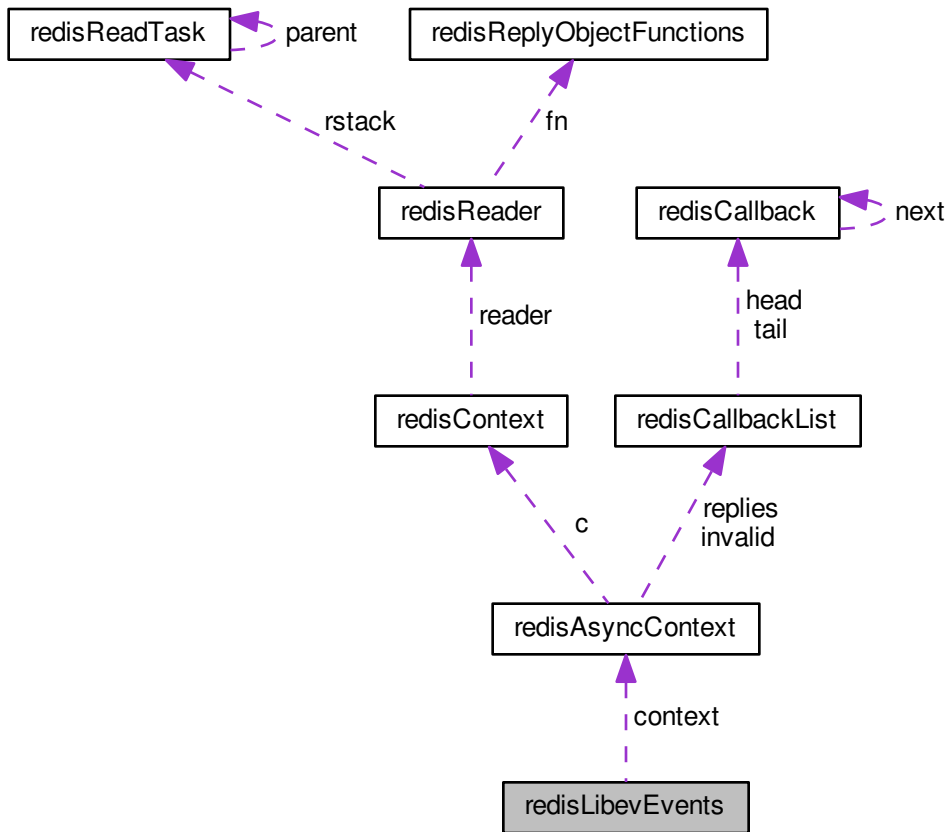 redisReadTask
parent
redisReplyObjectFunctions
rstack
fn
redisReader
redisCallback
next
reader
head
tail
redisContext
redisCallbackList
c
replies
invalid
redisAsyncContext
context
redisLibevEvents